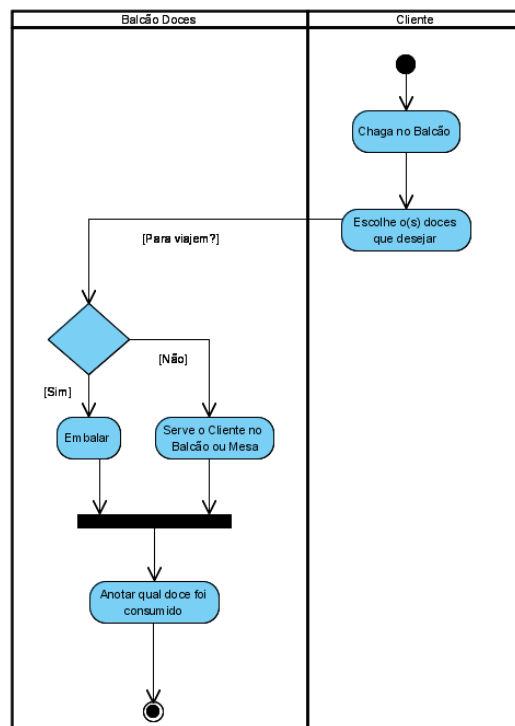 Balcão Doces
Cliente
Chaga no Balcão
Escolhe o(s) doces
que desejar
[Para viajem?]
[Não]
[Sim]
Embalar
Serve o Cliente no
Balcão ou Mesa
Anotar qual doce foi
consumido